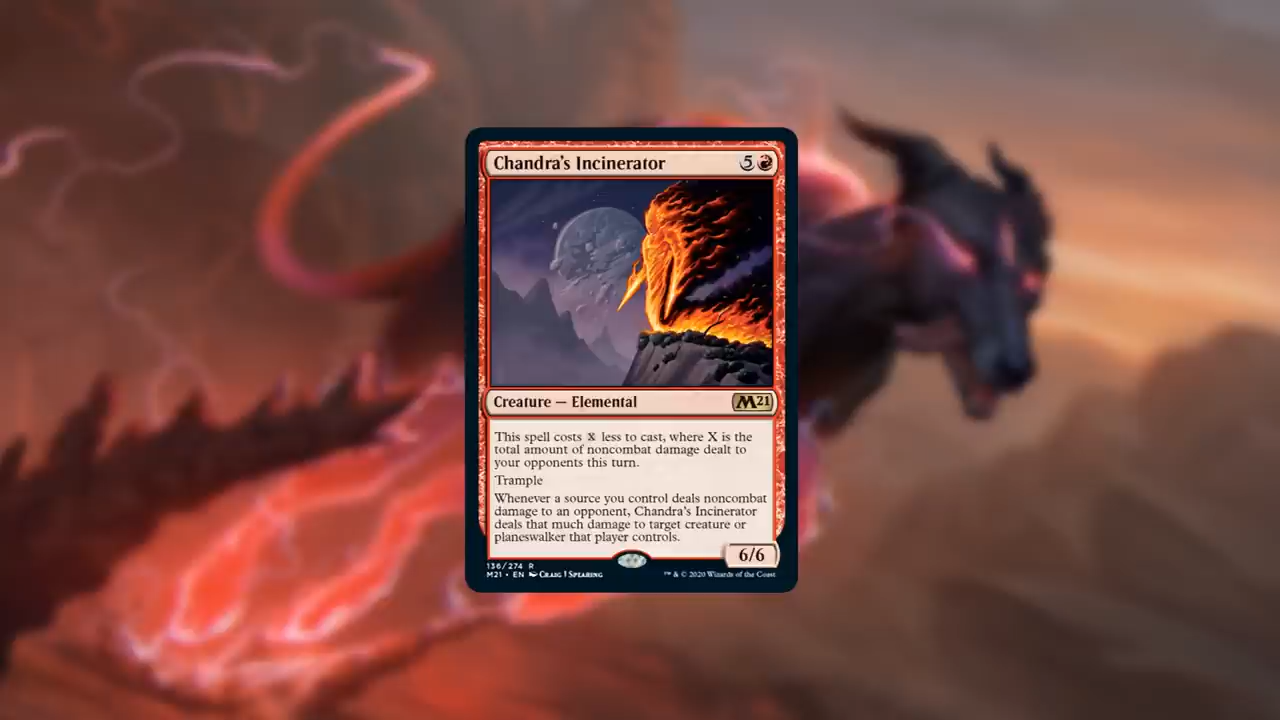 Chandra's Incinerator 5
Creature — Elemental M21
This spell costs X less to cast, where X is the
total amount of noncombat damage dealt to
your opponents this turn.
Trample
Whenever a source you control deals noncombat
damage to an opponent, Chandra's Incinerator
deals that much damage to target creature or
planeswalker that player controls.
6/6
136/274 R
M21 • EN Craig J Spearing ™ & © 2020 Wizards of the Coast